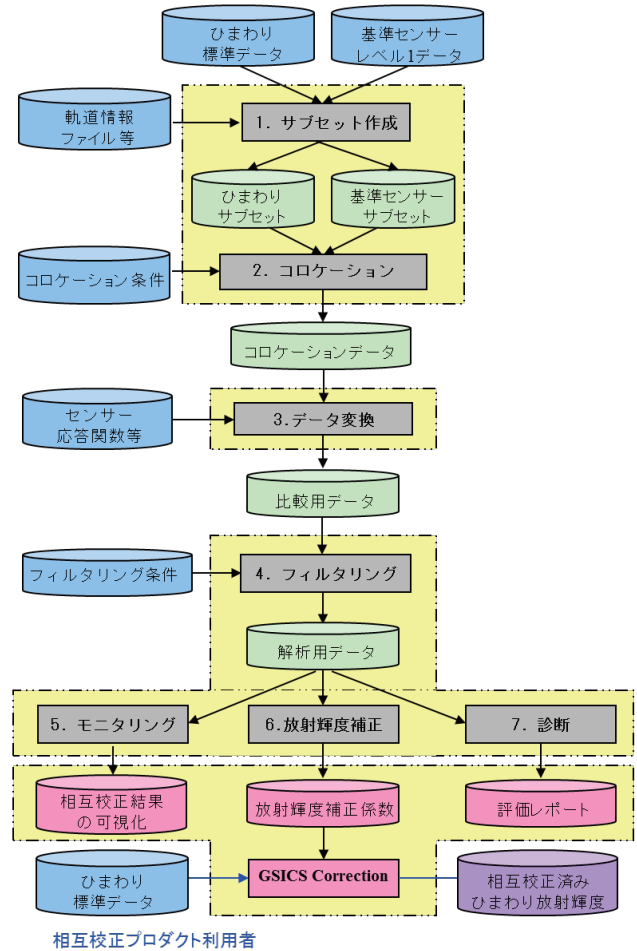 ひまわり
標準データ
基準センサー
レベル1データ
軌道情報
ファイル等
1. サブセット作成
ひまわり
サブセット
基準センサー
サブセット
コロケーション条件
2. コロケーション
コロケーションデータ
センサー
応答関数等
3.データ変換
比較用データ
フィルタリング条件
4. フィルタリング
解析用データ
5. モニタリング
6.放射輝度補正
7. 診断
相互校正結果
の可視化
放射輝度補正係数
評価レポート
ひまわり
標準データ
GSICS Correction
相互校正済み
ひまわり放射輝度
相互校正プロダクト利用者